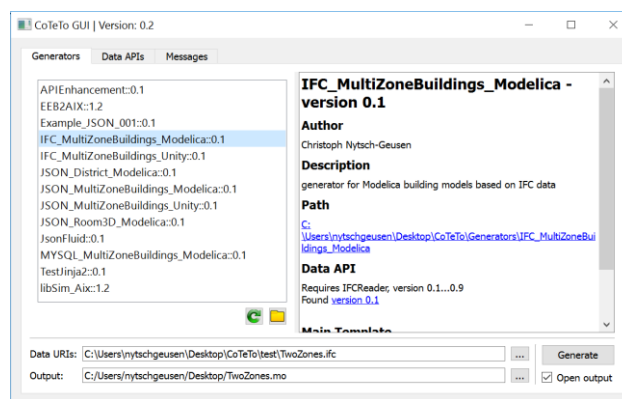 CoTeTo GUI | Version: 0.2
Generators Data APIs Messages
APIEnhancement::0.1
EEB2AIX::1.2
Example_JSON_001::0.1
IFC_MultiZoneBuildings_Modelica::0.1
IFC_MultiZoneBuildings_Unity::0.1
JSON_District_Modelica::0.1
JSON_MultiZoneBuildings_Modelica::0.1
JSON_MultiZoneBuildings_Unity::0.1
JSON_Room3D_Modelica::0.1
JsonFluid::0.1
MYSQL_MultiZoneBuildings_Modelica::0.1
TestJinja2::0.1
libSim_Aix::1.2
IFC_MultiZoneBuildings_Modelica -
version 0.1
Author
Christoph Nytsch-Geusen
Description
generator for Modelica building models based on IFC data
Path
C:
\Users\nytschgeusen\Desktop\CoTeTo\Generators\IFC_MultiZoneBui
ldings_Modelica
Data API
Requires IFCReader, version 0.1...0.9
Found version 0.1
Main Template
Data URIs: C:\Users\nytschgeusen\Desktop\CoTeTo\test\TwoZones.ifc ... Generate
Output: C:/Users/nytschgeusen/Desktop/TwoZones.mo ... Open output